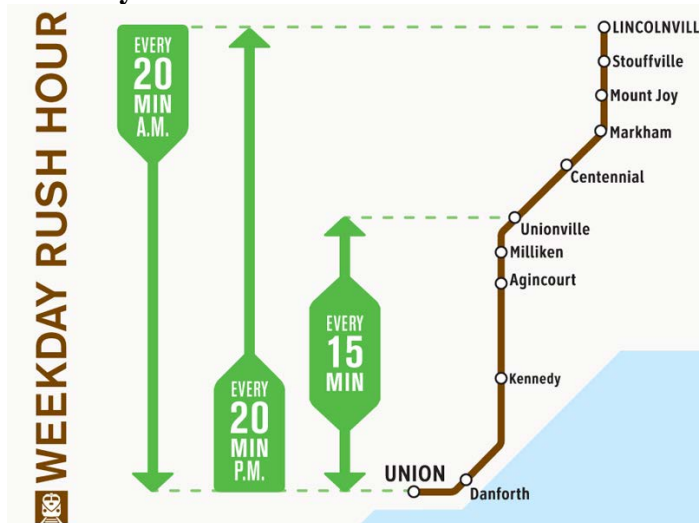 WEEKDAY RUSH HOUR
EVERY
20
MIN
A.M.
EVERY
20
MIN
P.M.
EVERY
15
MIN
LINCOLNVILL
Stouffville
Mount Joy
Markham
Centennial
Unionville
Milliken
Agincourt
Kennedy
UNION
Danforth